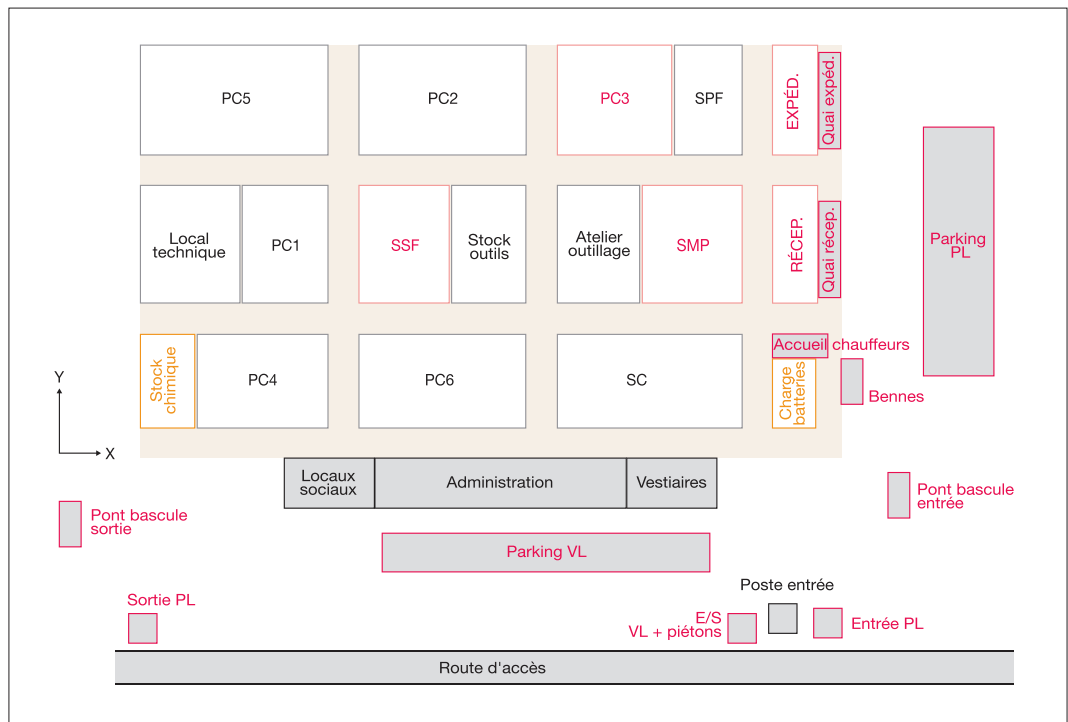 PC5
PC2
PC3
SPF
EXPÉD.
Quai expéd.
Local
technique
PC1
SSF
Stock
outils
Atelier
outillage
SMP
RÉCEP.
Quai récep.
Parking
PL
Stock
chimique
PC4
PC6
SC
Accueil chauffeurs
Charge
batteries
Bennes
Y
X
Locaux
sociaux
Administration
Vestiaires
Pont bascule
sortie
Pont bascule
entrée
Parking VL
Poste entrée
Sortie PL
E/S
VL + piétons
Entrée PL
Route d'accès